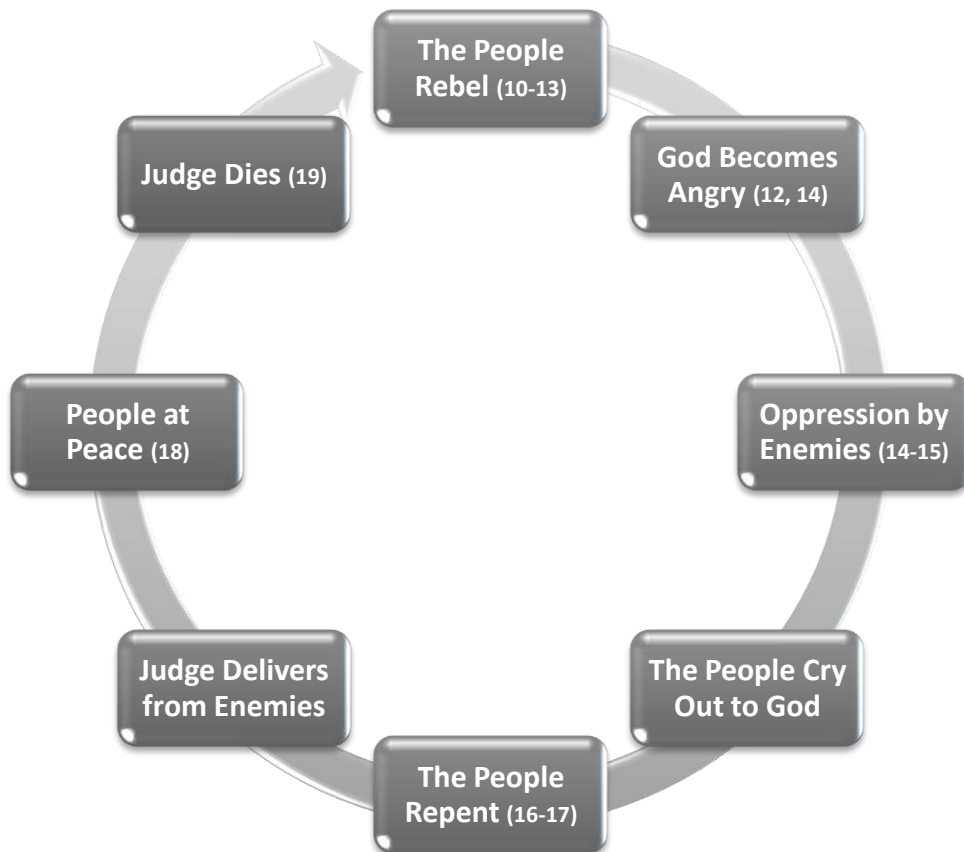 The People
Rebel (10-13)
God Becomes
Angry (12, 14)
Oppression by
Enemies (14-15)
The People Cry
Out to God
The People
Repent (16-17)
Judge Delivers
from Enemies
People at
Peace (18)
Judge Dies (19)